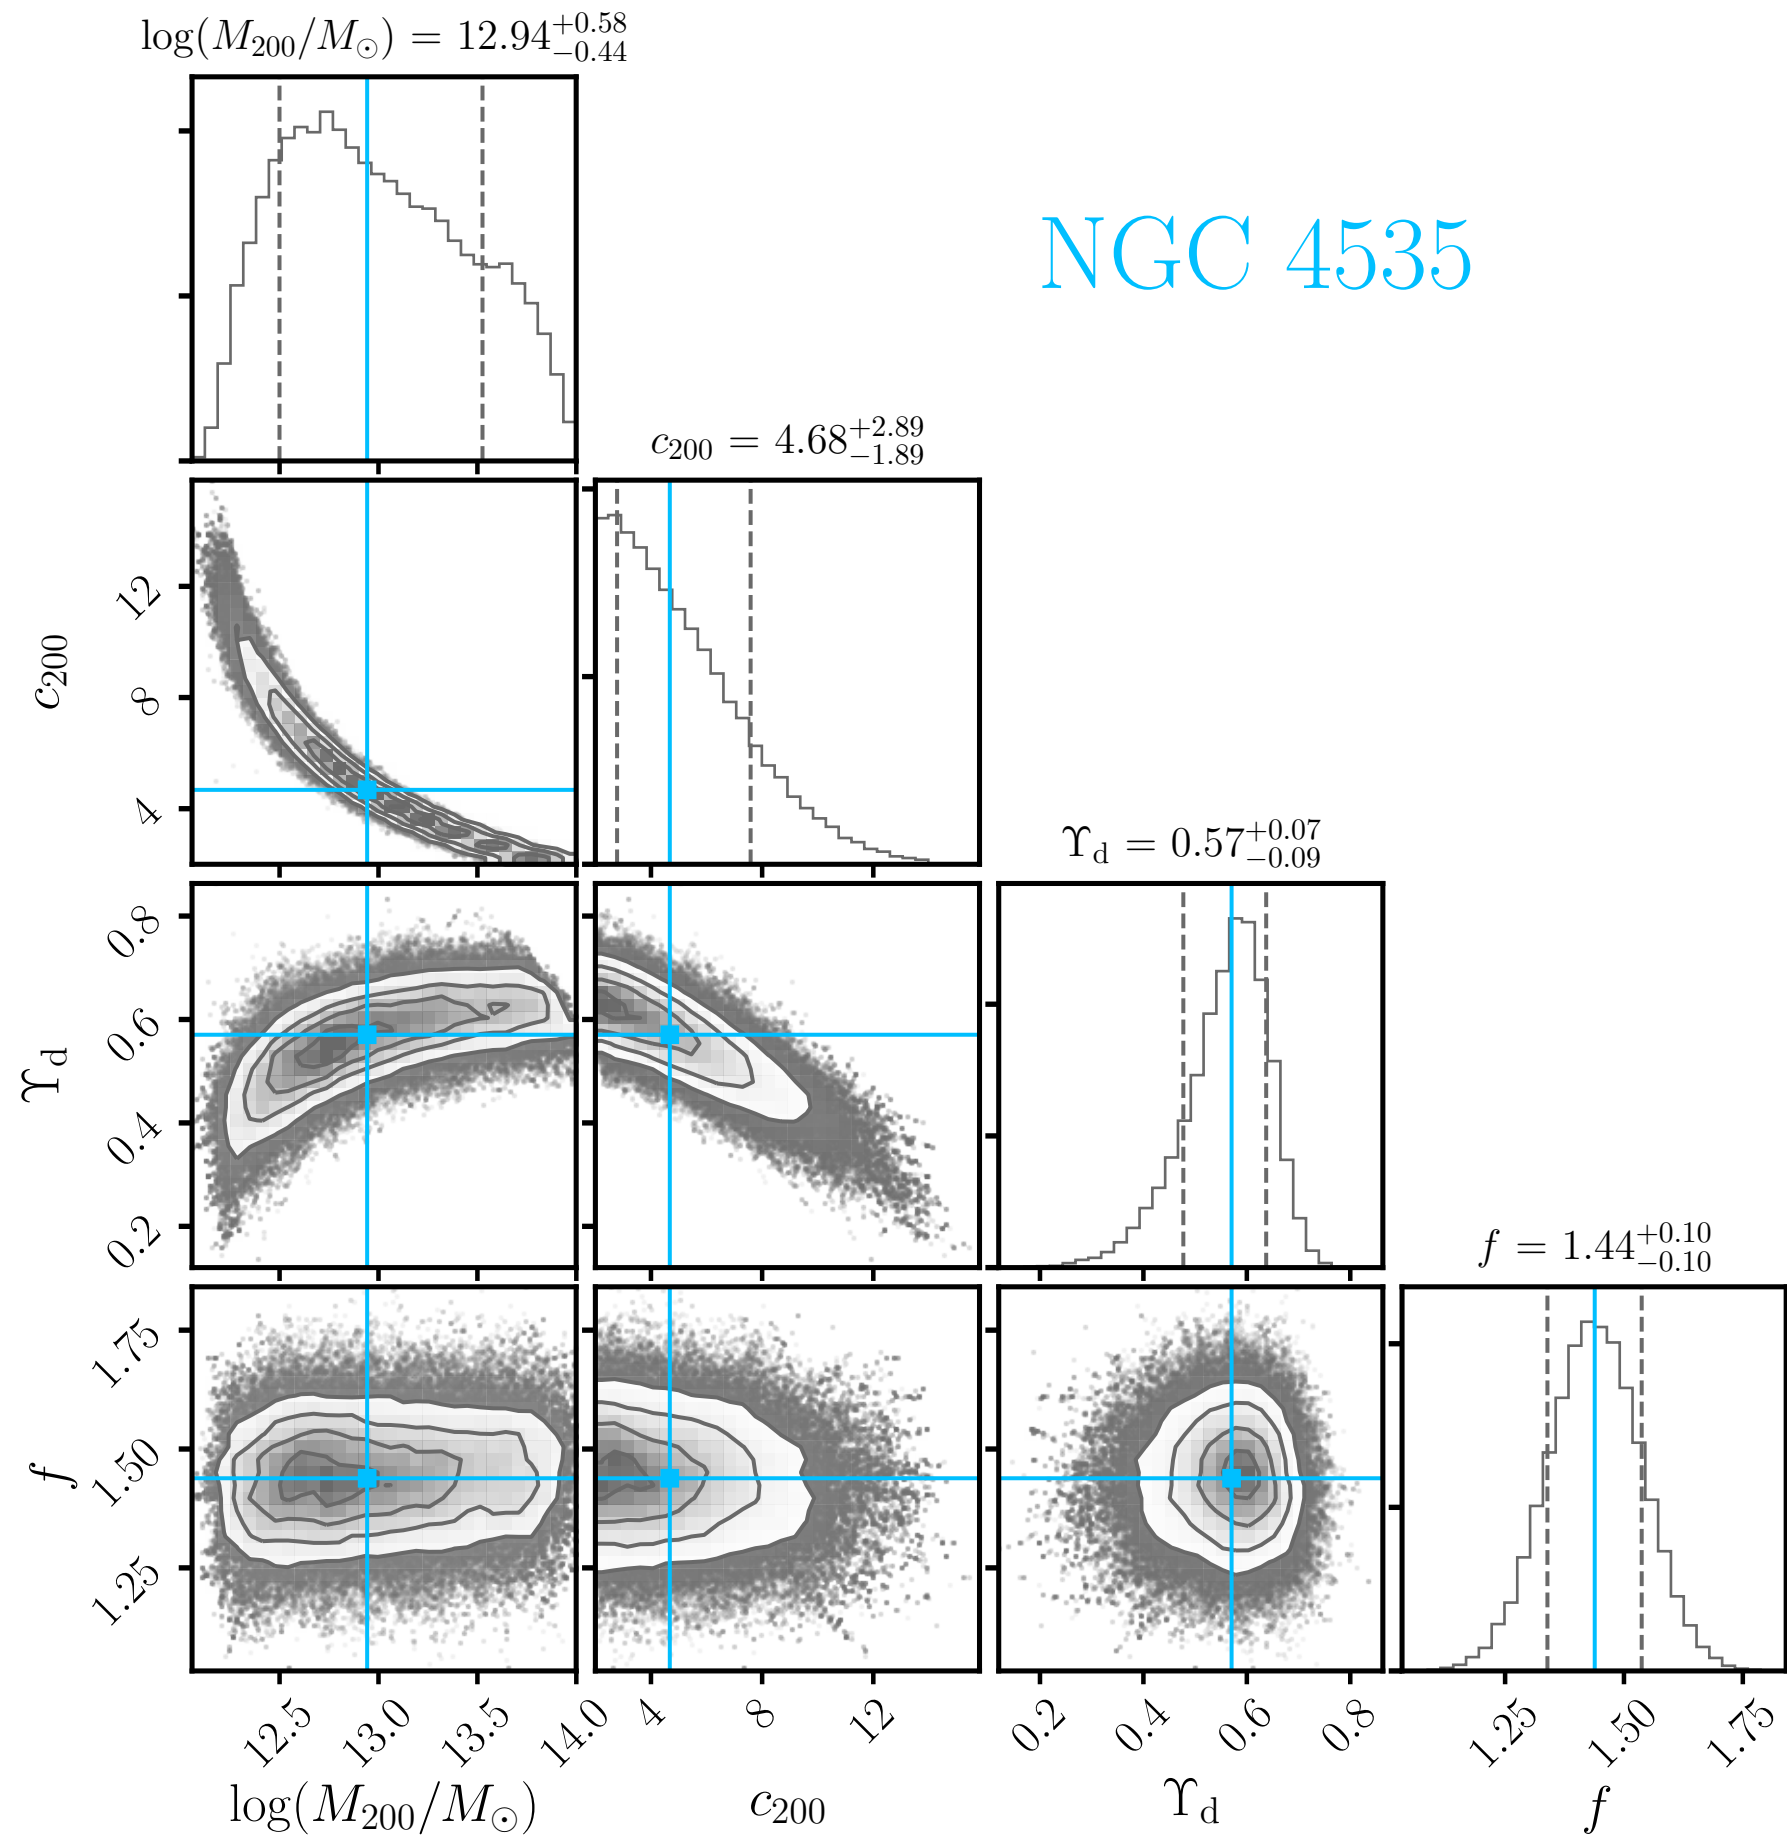 log(M₂₀₀/M⊙) = 12.94⁺⁰·⁵⁸₋₀.₄₄
NGC 4535
c₂₀₀ = 4.68⁺²·⁸⁹₋₁.₈₉
12
8
4
c₂₀₀
ϒd = 0.57⁺⁰·⁰⁷₋₀.₀₉
0.8
0.6
0.4
0.2
ϒd
f = 1.44⁺⁰·¹⁰₋₀.₁₀
1.75
1.50
1.25
f
12.5 13.0 13.5 14.0 4 8 12 0.2 0.4 0.6 0.8 1.25 1.50 1.75
log(M₂₀₀/M⊙) c₂₀₀ ϒd f